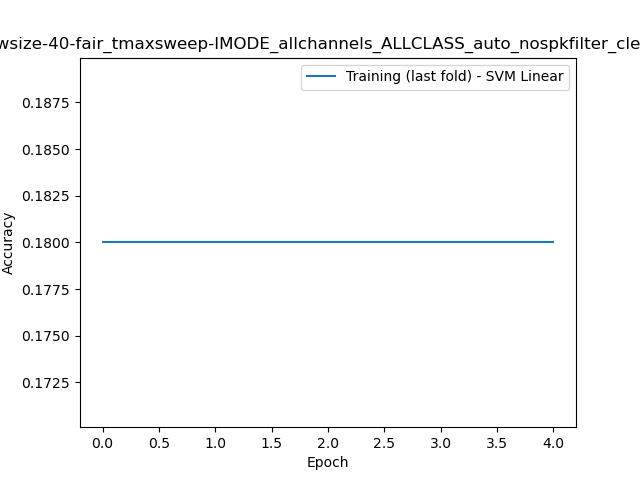 wsize-40-fair_tmaxsweep-IMODE_allchannels_ALLCLASS_auto_nospkfilter_cle
Training (last fold) - SVM Linear
0.1875
0.1850
0.1825
0.1800
0.1775
0.1750
0.1725
Accuracy
0.0 0.5 1.0 1.5 2.0 2.5 3.0 3.5 4.0
Epoch